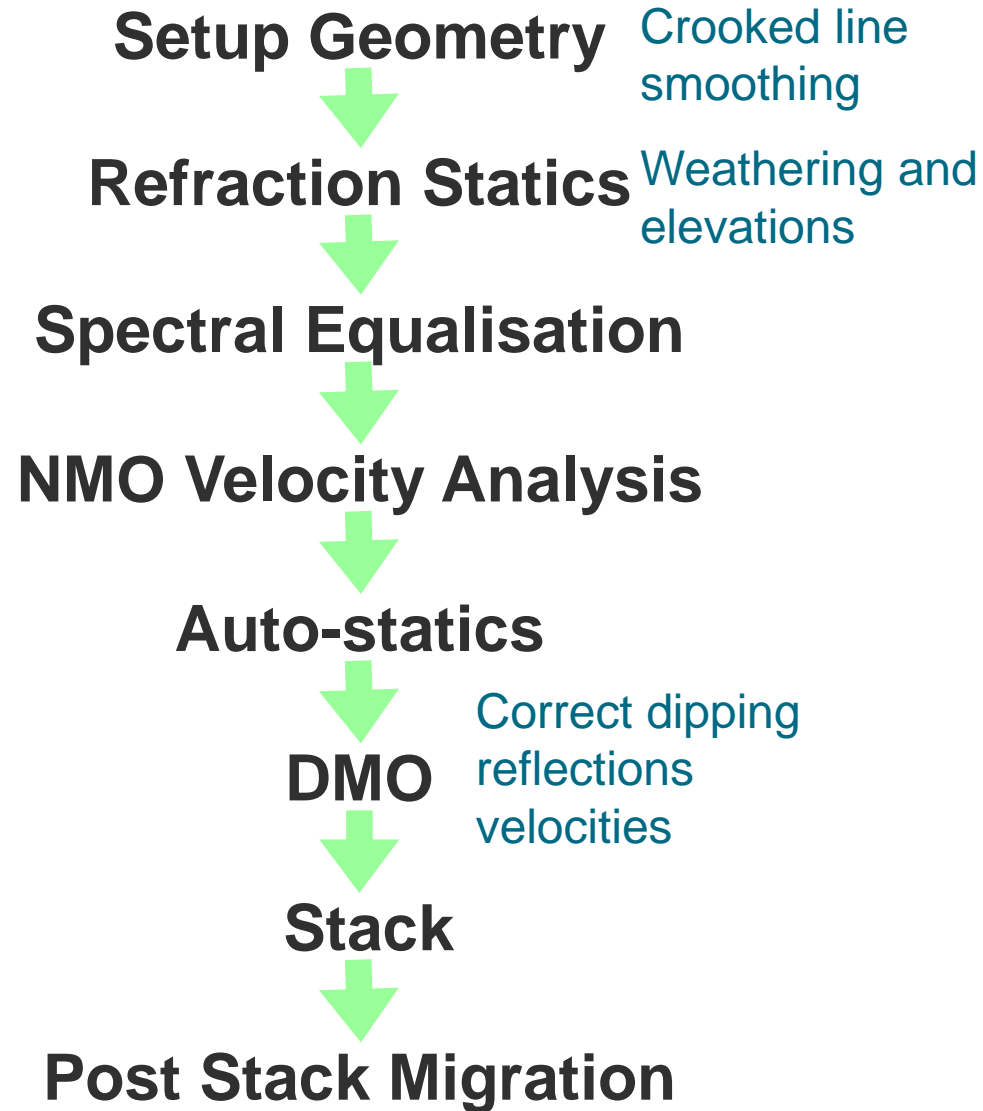 Setup Geometry
Crooked line
smoothing
Refraction Statics
Weathering and
elevations
Spectral Equalisation
NMO Velocity Analysis
Auto-statics
DMO
Correct dipping
reflections
velocities
Stack
Post Stack Migration